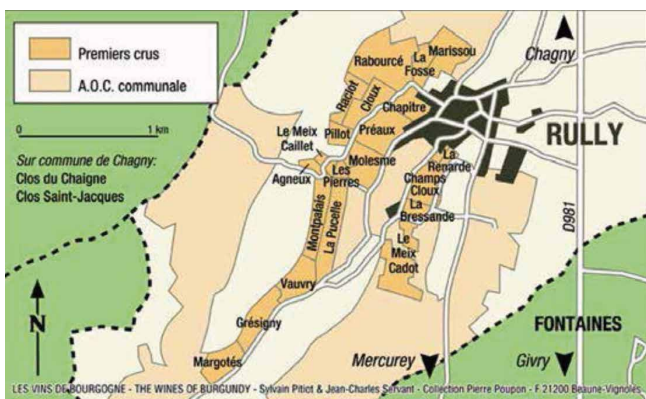 Premiers crus
A.O.C. communale
0 1 km
Sur commune de Chagny:
Clos du Chaigne
Clos Saint-Jacques
N
Rabourcé
La
Fosse
Marissou
Chagny
Raclot
Cloux
Chapitre
RULLY
Le Meix
Caillet
Pillot
Préaux
Agneux
Les
Pierres
Molesme
La
Renarde
Champs
Cloux
La
Bressande
Montpalais
La Pucelle
Le
Meix
Cadot
D981
Vauvry
Grésigny
Margotés
FONTAINES
Mercurey
Givry
LES VINS DE BOURGOGNE - THE WINES OF BURGUNDY - Sylvain Pitiot & Jean-Charles Servant - Collection Pierre Poupon - F 21200 Beaune-Vignoles